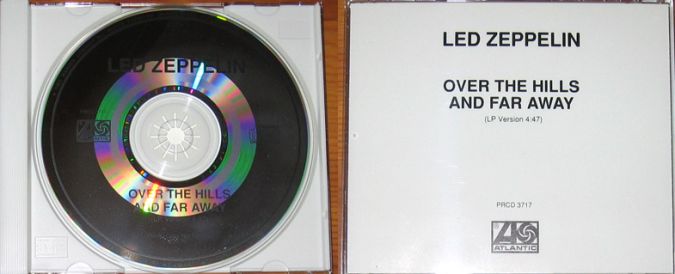 LED ZEPPELIN
ATLANTIC
OVER THE HILLS
AND FAR AWAY
LED ZEPPELIN
OVER THE HILLS
AND FAR AWAY
(LP Version 4:47)
PRCD 3717
ATLANTIC